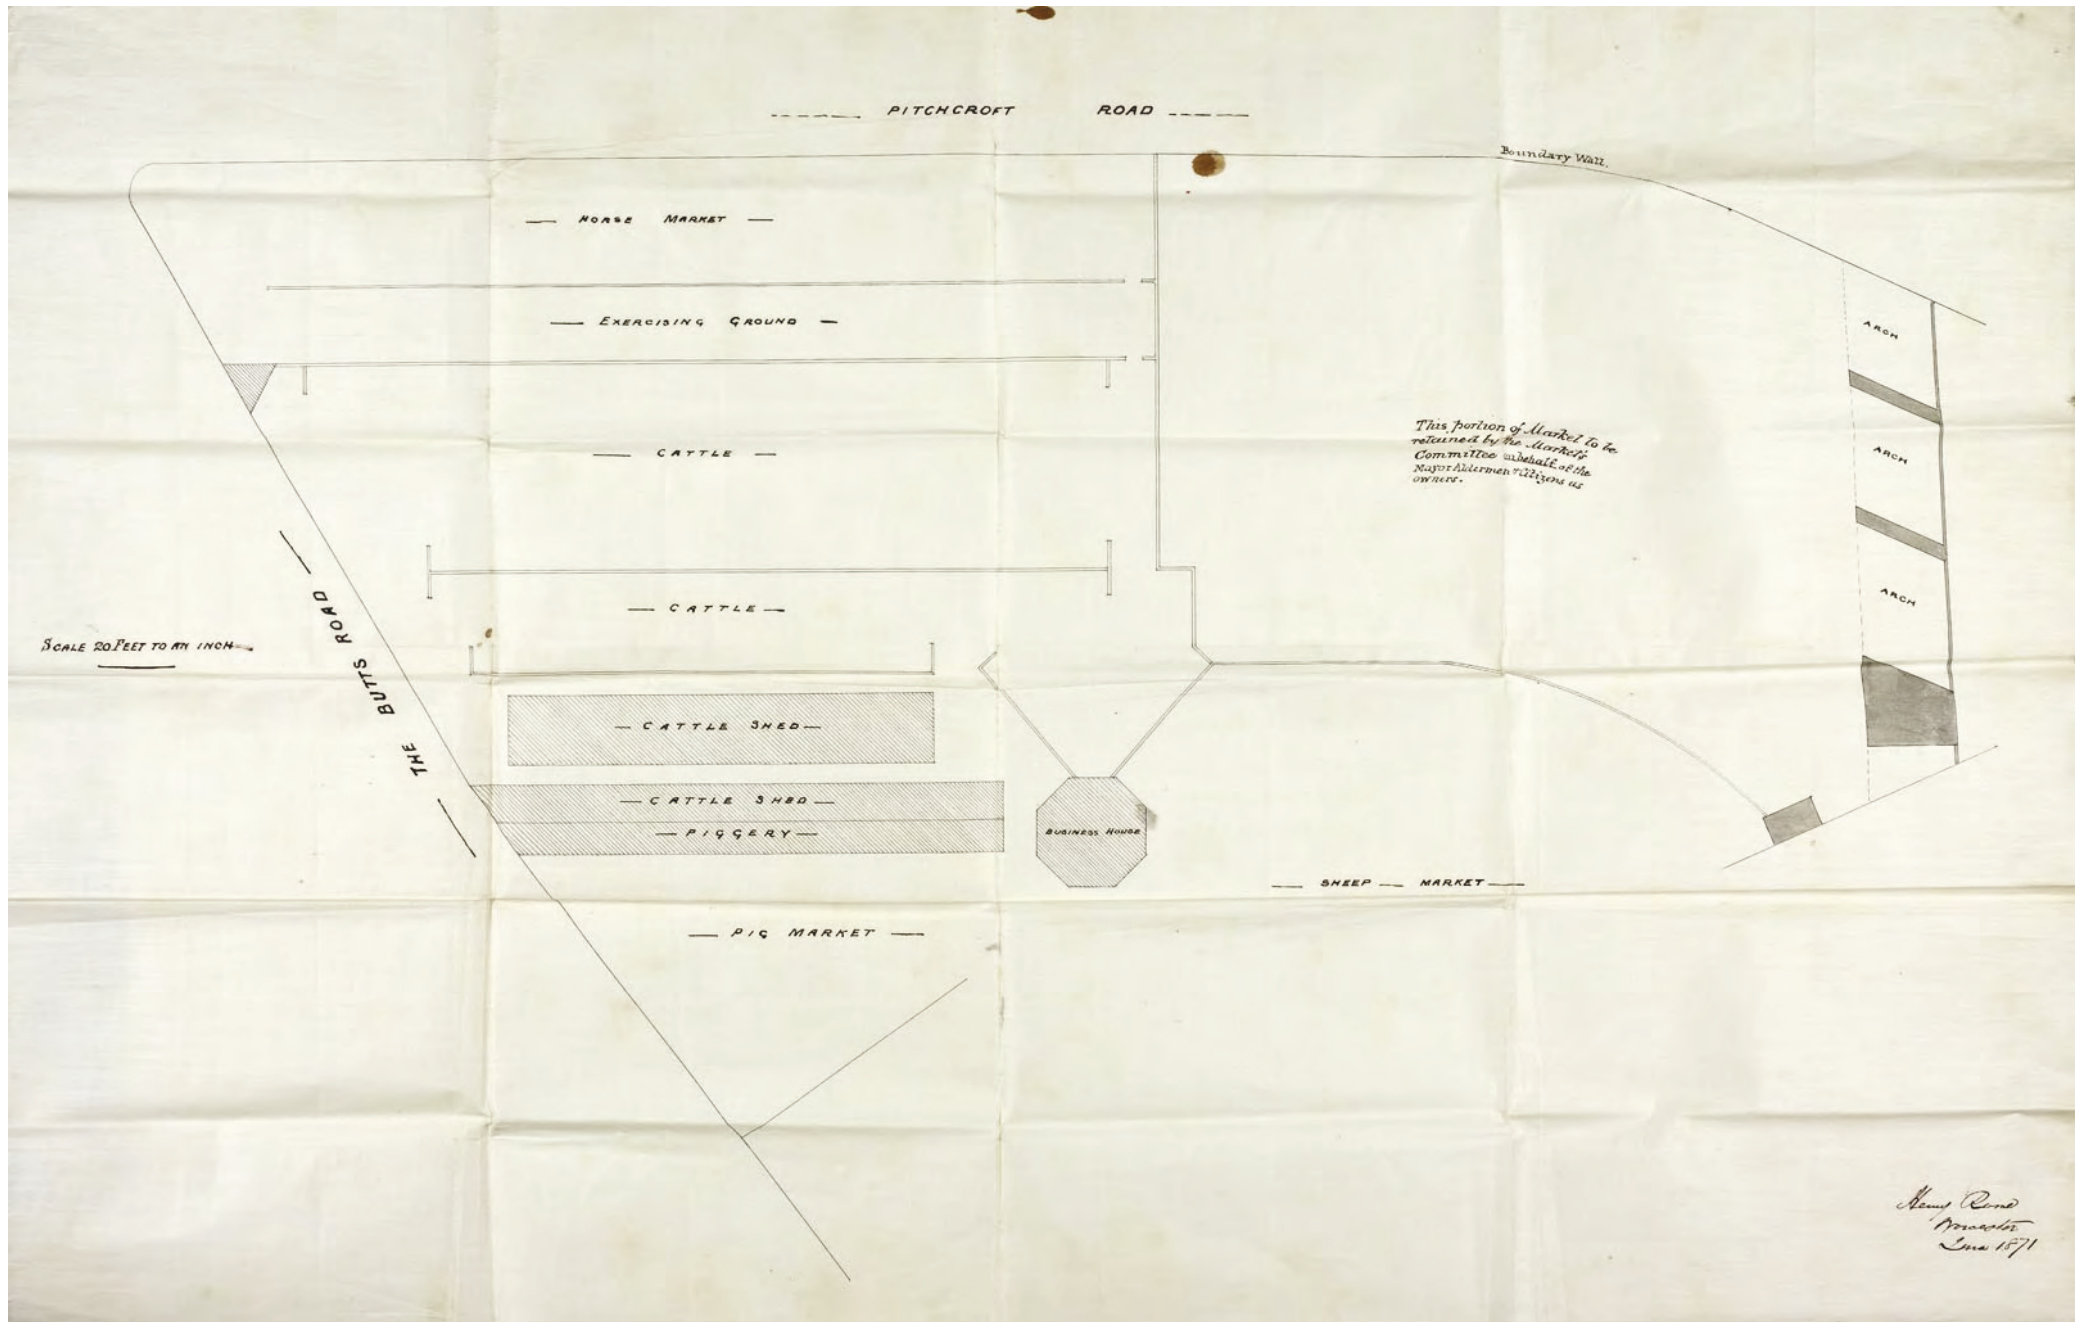 PITCHCROFT ROAD
Boundary Wall.
HORSE MARKET
EXERCISING GROUND
ARCH
ARCH
ARCH
This portion of Market to be
retained by the Markets
Committee on behalf of the
Mayor Aldermen & Citizens as
owners.
CATTLE
CATTLE
THE BUTTS ROAD
SCALE 20 FEET TO AN INCH
CATTLE SHED
CATTLE SHED
PIGGERY
BUSINESS HOUSE
SHEEP MARKET
PIG MARKET
Henry Rowe
Worcester
1871